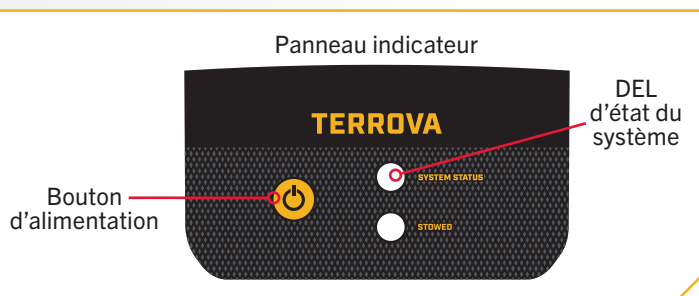 Panneau indicateur
DEL
d'état du
système
TERROVA
SYSTEM STATUS
Bouton
d'alimentation
STOWED